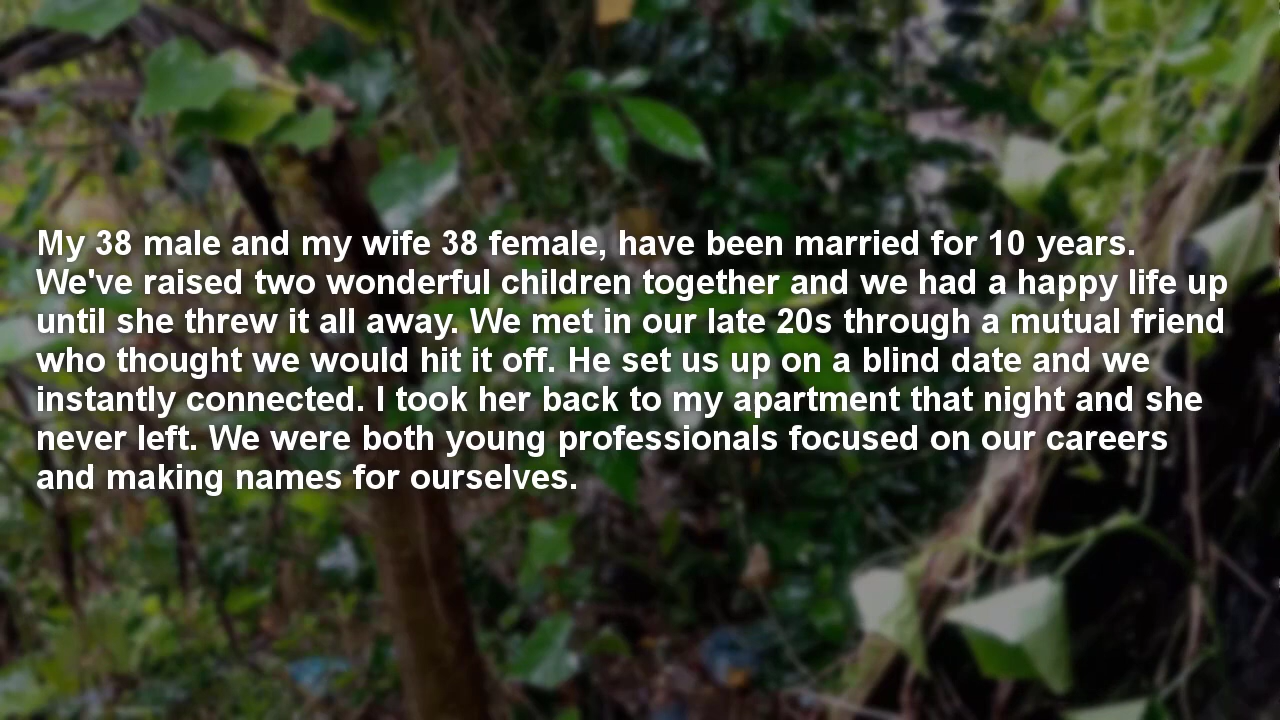 My 38 male and my wife 38 female, have been married for 10 years.
We've raised two wonderful children together and we had a happy life up
until she threw it all away. We met in our late 20s through a mutual friend
who thought we would hit it off. He set us up on a blind date and we
instantly connected. I took her back to my apartment that night and she
never left. We were both young professionals focused on our careers
and making names for ourselves.